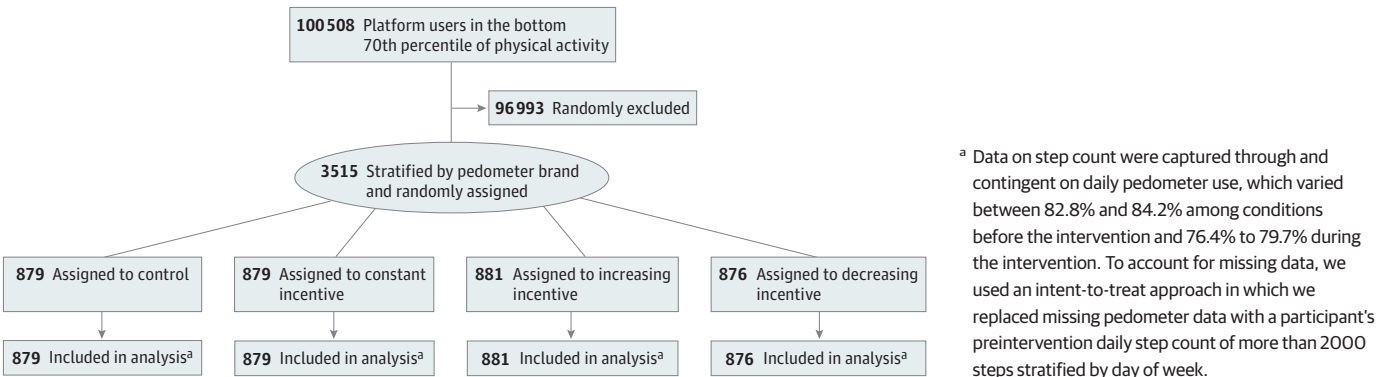 100 508 Platform users in the bottom
70th percentile of physical activity
96 993 Randomly excluded
3515 Stratified by pedometer brand
and randomly assigned
879 Assigned to control
879 Assigned to constant
incentive
881 Assigned to increasing
incentive
876 Assigned to decreasing
incentive
879 Included in analysisa
879 Included in analysisa
881 Included in analysisa
876 Included in analysisa
a Data on step count were captured through and
contingent on daily pedometer use, which varied
between 82.8% and 84.2% among conditions
before the intervention and 76.4% to 79.7% during
the intervention. To account for missing data, we
used an intent-to-treat approach in which we
replaced missing pedometer data with a participant's
preintervention daily step count of more than 2000
steps stratified by day of week.